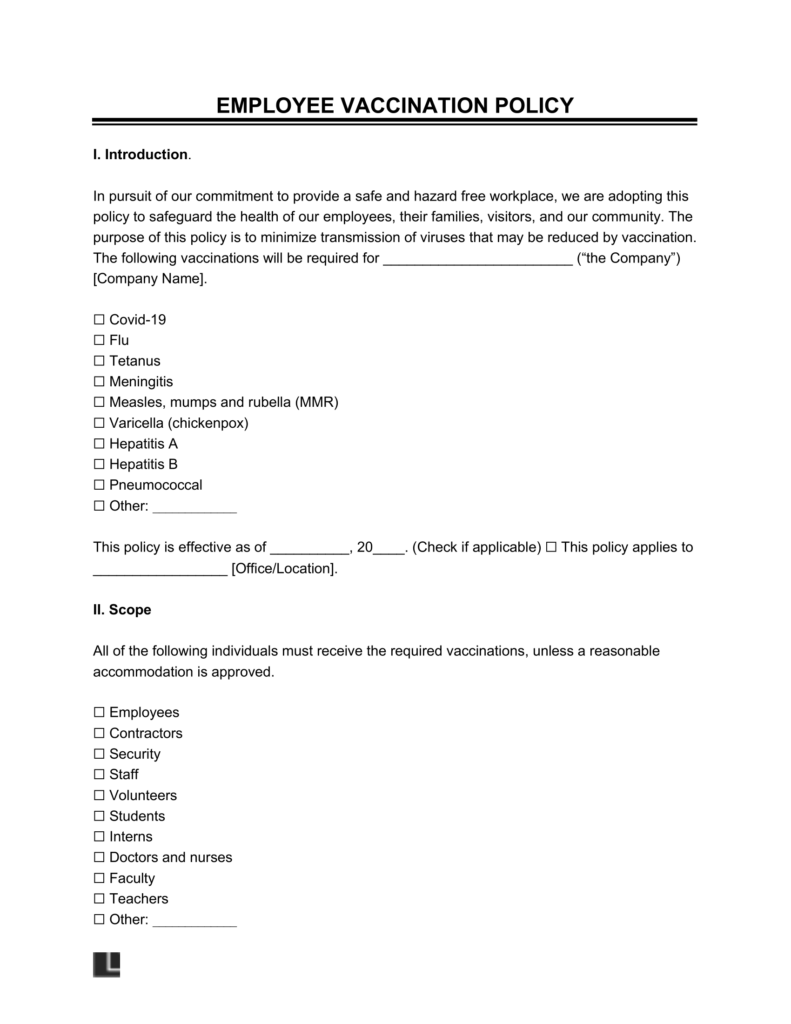 EMPLOYEE VACCINATION POLICY
I. Introduction.
In pursuit of our commitment to provide a safe and hazard free workplace, we are adopting this
policy to safeguard the health of our employees, their families, visitors, and our community. The
purpose of this policy is to minimize transmission of viruses that may be reduced by vaccination.
The following vaccinations will be required for ________________________ (“the Company”)
[Company Name].
☐ Covid-19
☐ Flu
☐ Tetanus
☐ Meningitis
☐ Measles, mumps and rubella (MMR)
☐ Varicella (chickenpox)
☐ Hepatitis A
☐ Hepatitis B
☐ Pneumococcal
☐ Other: ___________
This policy is effective as of __________, 20____. (Check if applicable) ☐ This policy applies to
_________________ [Office/Location].
II. Scope
All of the following individuals must receive the required vaccinations, unless a reasonable
accommodation is approved.
☐ Employees
☐ Contractors
☐ Security
☐ Staff
☐ Volunteers
☐ Students
☐ Interns
☐ Doctors and nurses
☐ Faculty
☐ Teachers
☐ Other: ___________